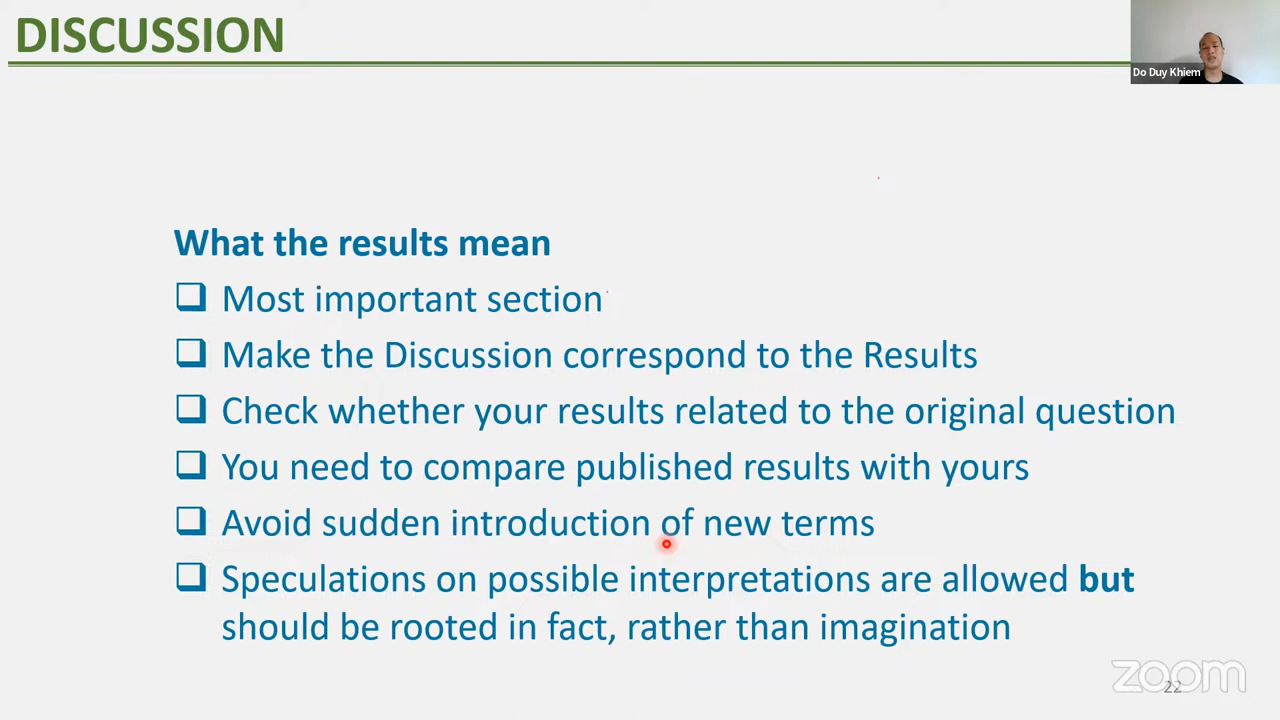 DISCUSSION
Do Duy Khiem
What the results mean
Most important section
Make the Discussion correspond to the Results
Check whether your results related to the original question
You need to compare published results with yours
Avoid sudden introduction of new terms
Speculations on possible interpretations are allowed but
should be rooted in fact, rather than imagination
zoom
22